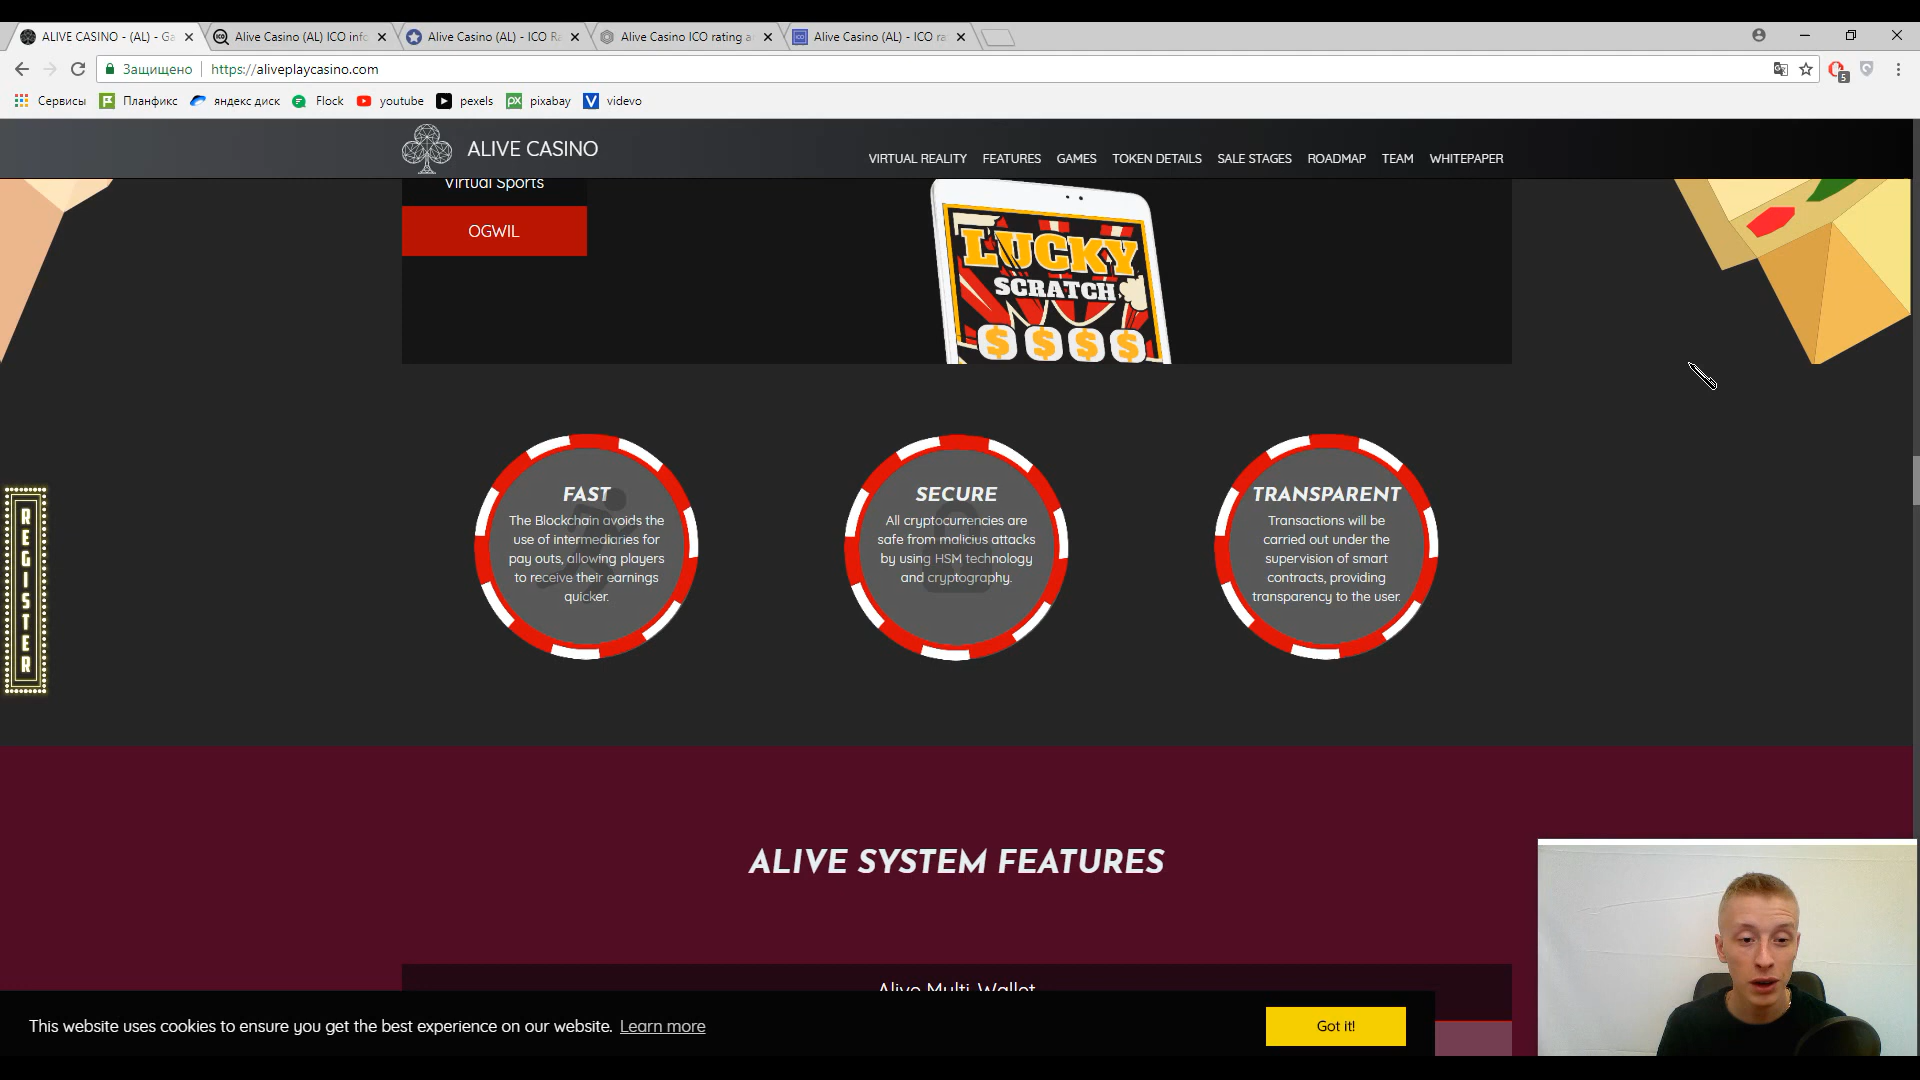 ALIVE CASINO - (AL) - Ga
Alive Casino (AL) ICO info
Alive Casino (AL) - ICO Ra
Alive Casino ICO rating a
Alive Casino (AL) - ICO ra
Защищено
https://aliveplaycasino.com
5
Сервисы
Планфикс
яндекс диск
Flock
youtube
pexels
px
pixabay
videvo
ALIVE CASINO
VIRTUAL REALITY
FEATURES
GAMES
TOKEN DETAILS
SALE STAGES
ROADMAP
TEAM
WHITEPAPER
Virtual Sports
OGWIL
LUCKY
SCRATCH
$ $ $ $
REGISTER
FAST
The Blockchain avoids the
use of intermediaries for
pay outs, allowing players
to receive their earnings
quicker.
SECURE
All cryptocurrencies are
safe from malicius attacks
by using HSM technology
and cryptography.
TRANSPARENT
Transactions will be
carried out under the
supervision of smart
contracts, providing
transparency to the user.
ALIVE SYSTEM FEATURES
Alive Multi-Wallet
This website uses cookies to ensure you get the best experience on our website. Learn more
Got it!